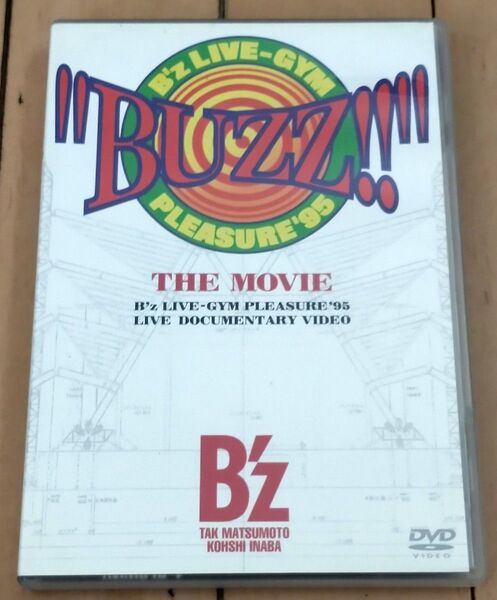 B'z LIVE-GYM
"BUZZ!!"
PLEASURE'95
THE MOVIE
B'z LIVE-GYM PLEASURE'95
LIVE DOCUMENTARY VIDEO
B'z
TAK MATSUMOTO
KOHSHI INABA
DVD
VIDEO